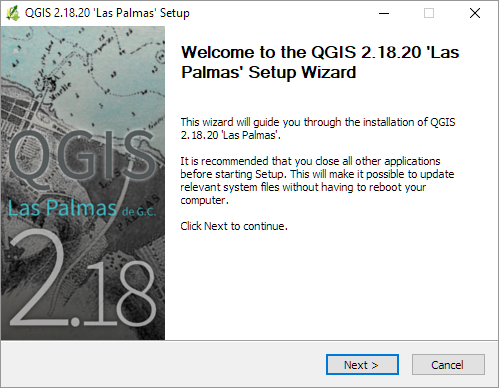 QGIS 2.18.20 'Las Palmas' Setup
Welcome to the QGIS 2.18.20 'Las
Palmas' Setup Wizard
This wizard will guide you through the installation of QGIS
2.18.20 'Las Palmas'.
It is recommended that you close all other applications
before starting Setup. This will make it possible to update
relevant system files without having to reboot your
computer.
Click Next to continue.
QGIS
Las Palmas de G.C.
2.18
Next >
Cancel